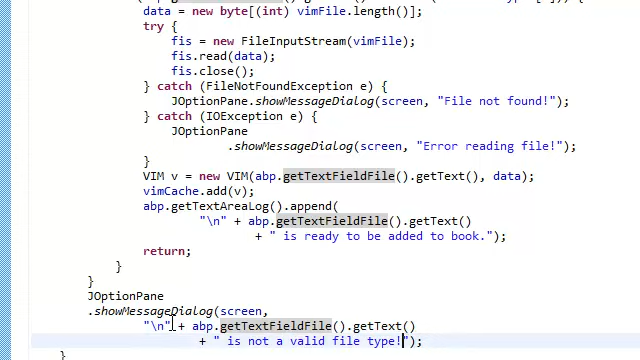 data = new byte[(int) vimFile.length()];
try {
fis = new FileInputStream(vimFile);
fis.read(data);
fis.close();
} catch (FileNotFoundException e) {
JOptionPane.showMessageDialog(screen, "File not found!");
} catch (IOException e) {
JOptionPane
.showMessageDialog(screen, "Error reading file!");
}
VIM v = new VIM(abp.getTextFieldFile().getText(), data);
vimCache.add(v);
abp.getTextAreaLog().append(
"\n" + abp.getTextFieldFile().getText()
+ " is ready to be added to book.");
return;
}
}
JOptionPane
.showMessageDialog(screen,
"\n" + abp.getTextFieldFile().getText()
+ " is not a valid file type!");
}